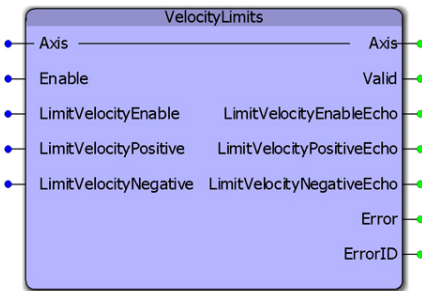 VelocityLimits
Axis Axis
Enable Valid
LimitVelocityEnable LimitVelocityEnableEcho
LimitVelocityPositive LimitVelocityPositiveEcho
LimitVelocityNegative LimitVelocityNegativeEcho
Error
ErrorID